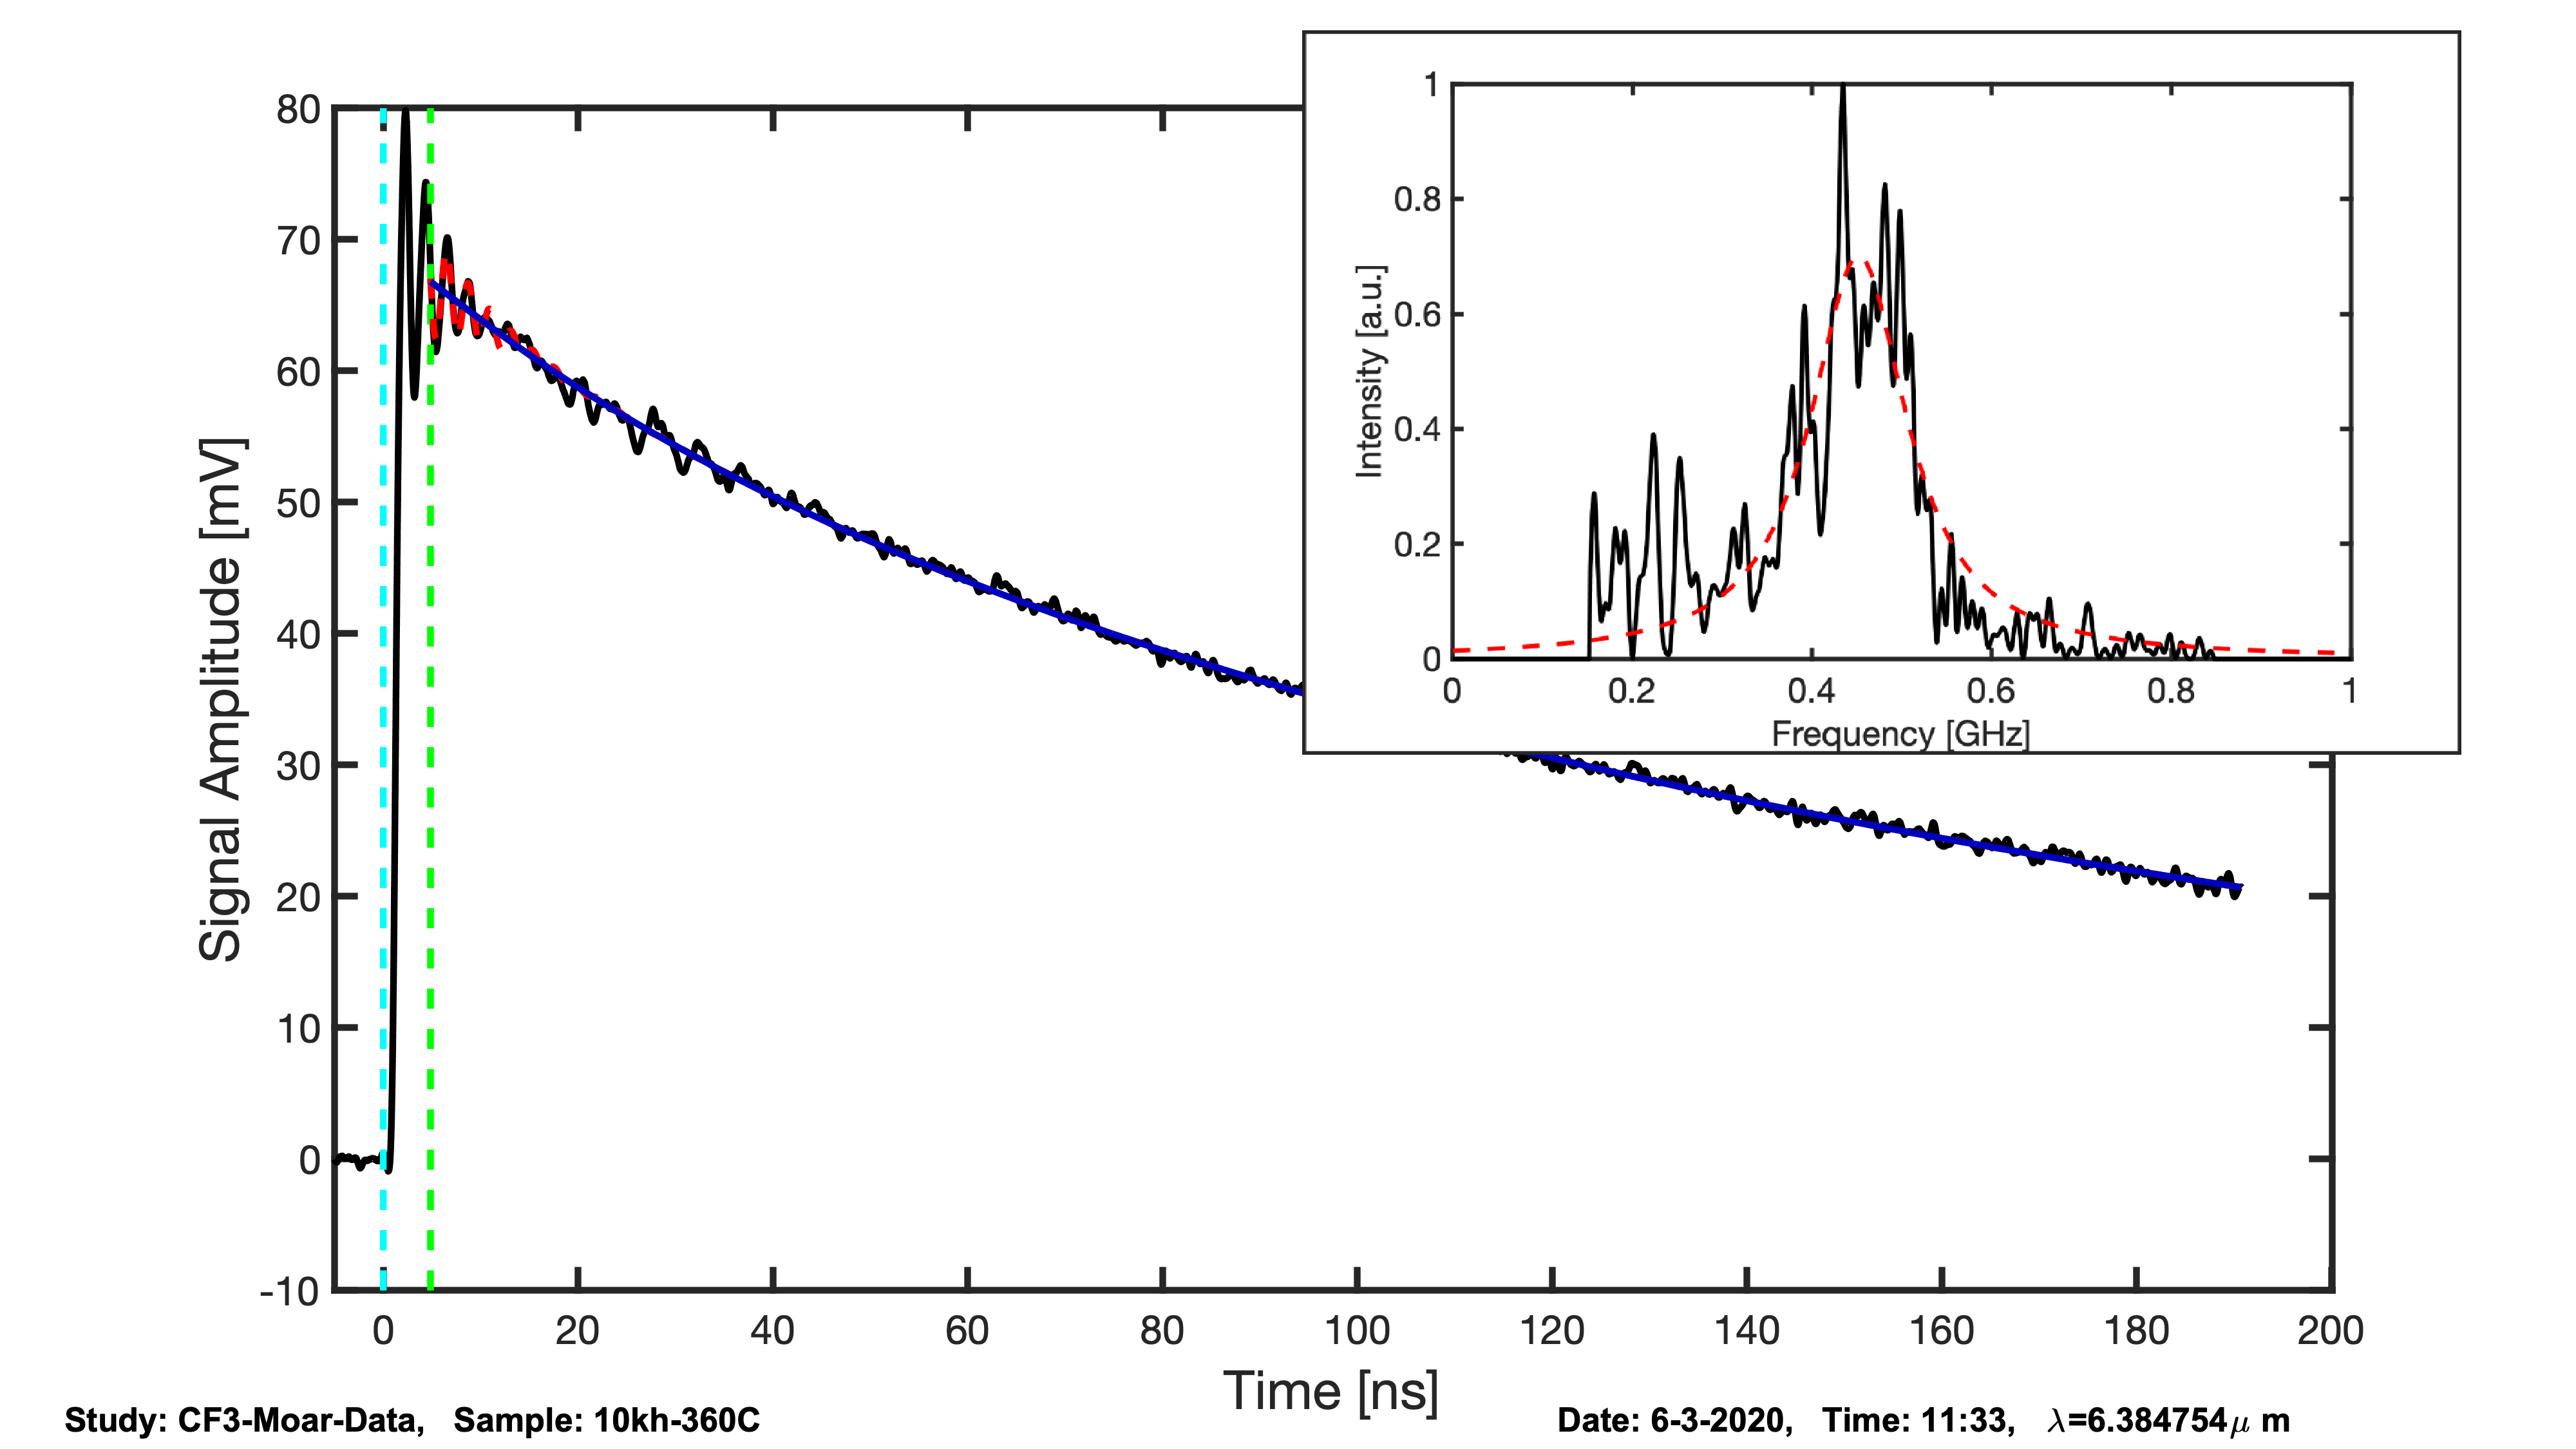 1
0.8
0.6
0.4
0.2
0
Intensity [a.u.]
0 0.2 0.4 0.6 0.8 1
Frequency [GHz]
80
70
60
50
40
30
20
10
0
-10
Signal Amplitude [mV]
0 20 40 60 80 100 120 140 160 180 200
Time [ns]
Study: CF3-Moar-Data, Sample: 10kh-360C
Date: 6-3-2020, Time: 11:33, λ=6.384754μ m